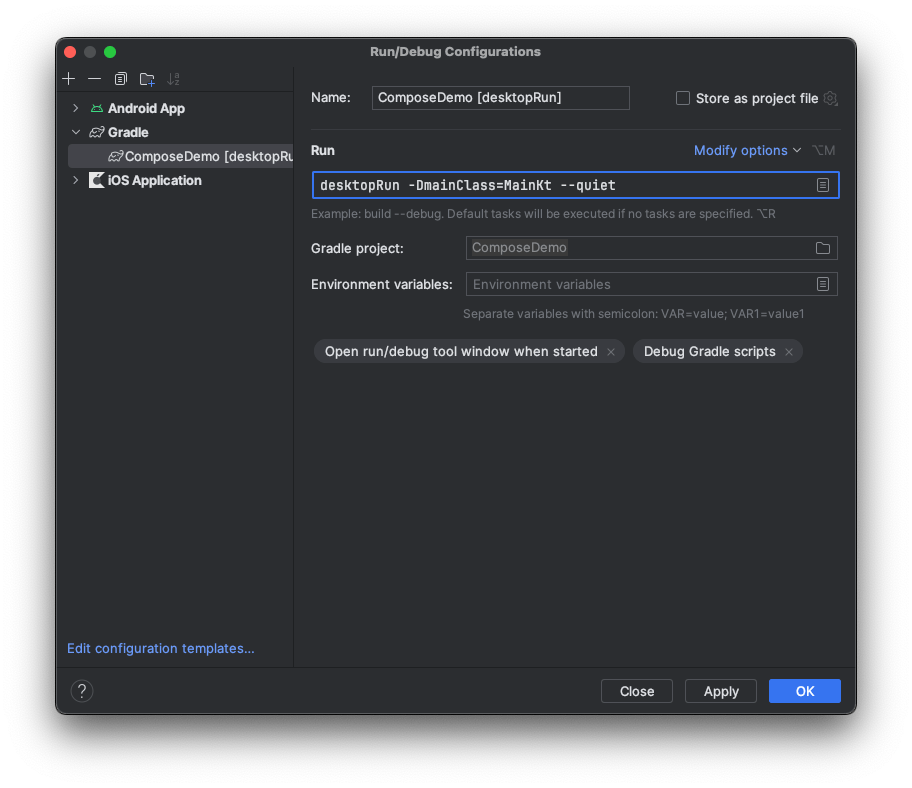 Run/Debug Configurations
Android App
Gradle
ComposeDemo [desktopRu
iOS Application
Edit configuration templates...
Name:
ComposeDemo [desktopRun]
Store as project file
Run
Modify options
⌥M
desktopRun -DmainClass=MainKt --quiet
Example: build --debug. Default tasks will be executed if no tasks are specified. ⌥R
Gradle project:
ComposeDemo
Environment variables:
Environment variables
Separate variables with semicolon: VAR=value; VAR1=value1
Open run/debug tool window when started
Debug Gradle scripts
?
Close
Apply
OK